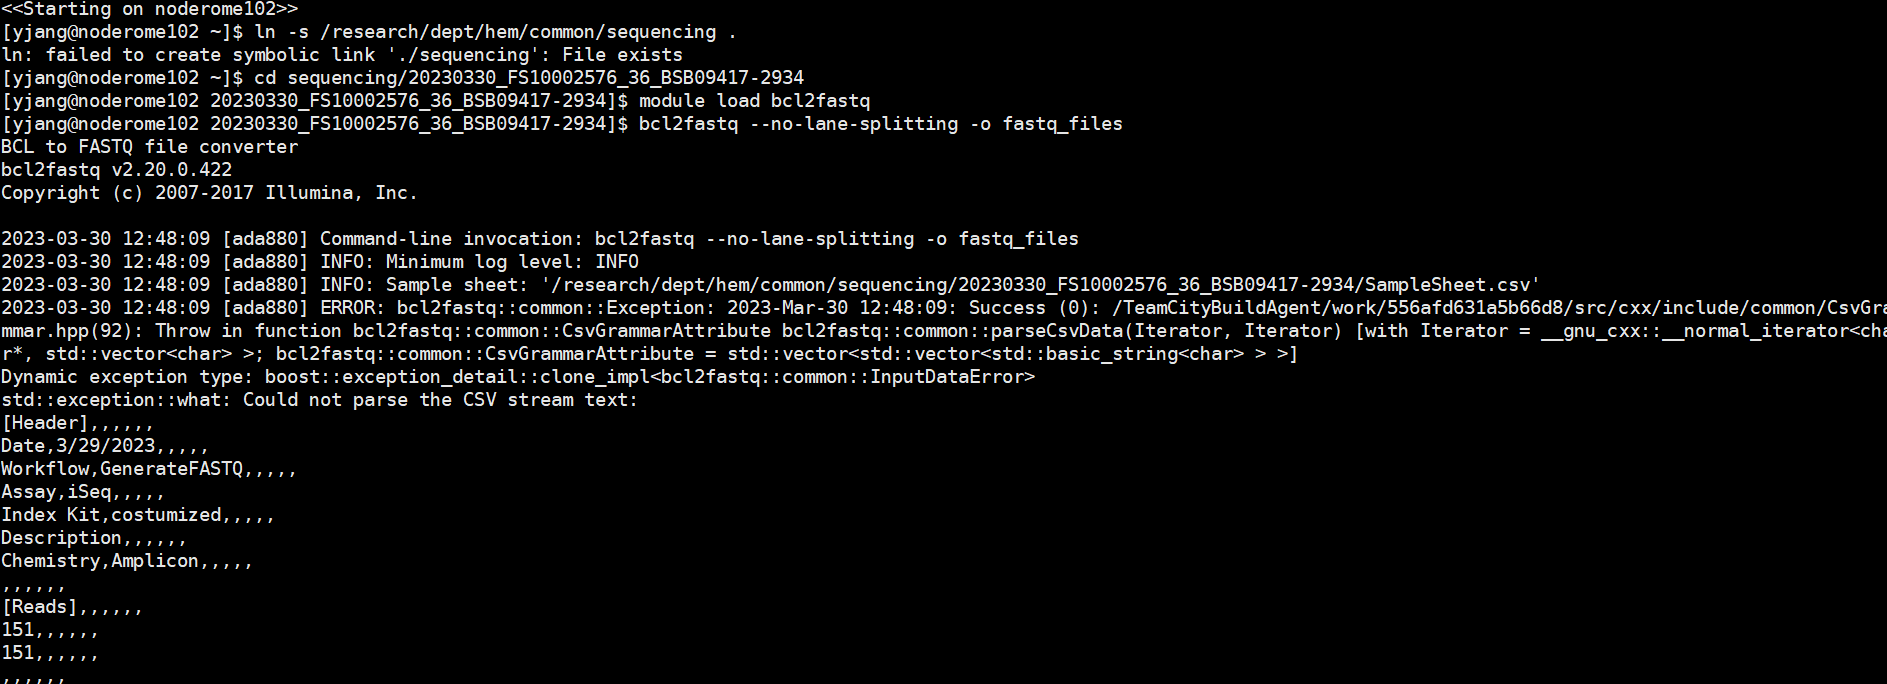 <<Starting on noderome102>>
[yjang@noderome102 ~]$ ln -s /research/dept/hem/common/sequencing .
ln: failed to create symbolic link './sequencing': File exists
[yjang@noderome102 ~]$ cd sequencing/20230330_FS10002576_36_BSB09417-2934
[yjang@noderome102 20230330_FS10002576_36_BSB09417-2934]$ module load bcl2fastq
[yjang@noderome102 20230330_FS10002576_36_BSB09417-2934]$ bcl2fastq --no-lane-splitting -o fastq_files
BCL to FASTQ file converter
bcl2fastq v2.20.0.422
Copyright (c) 2007-2017 Illumina, Inc.
2023-03-30 12:48:09 [ada880] Command-line invocation: bcl2fastq --no-lane-splitting -o fastq_files
2023-03-30 12:48:09 [ada880] INFO: Minimum log level: INFO
2023-03-30 12:48:09 [ada880] INFO: Sample sheet: '/research/dept/hem/common/sequencing/20230330_FS10002576_36_BSB09417-2934/SampleSheet.csv'
2023-03-30 12:48:09 [ada880] ERROR: bcl2fastq::common::Exception: 2023-Mar-30 12:48:09: Success (0): /TeamCityBuildAgent/work/556afd631a5b66d8/src/cxx/include/common/CsvGra
mmar.hpp(92): Throw in function bcl2fastq::common::CsvGrammarAttribute bcl2fastq::common::parseCsvData(Iterator, Iterator) [with Iterator = __gnu_cxx::__normal_iterator<cha
r*, std::vector<char> >; bcl2fastq::common::CsvGrammarAttribute = std::vector<std::vector<std::basic_string<char> > >]
Dynamic exception type: boost::exception_detail::clone_impl<bcl2fastq::common::InputDataError>
std::exception::what: Could not parse the CSV stream text:
[Header],,,,,,
Date,3/29/2023,,,,,
Workflow,GenerateFASTQ,,,,,
Assay,iSeq,,,,,
Index Kit,costumized,,,,,
Description,,,,,,
Chemistry,Amplicon,,,,,
,,,,,,
[Reads],,,,,,
151,,,,,,
151,,,,,,
,,,,,,